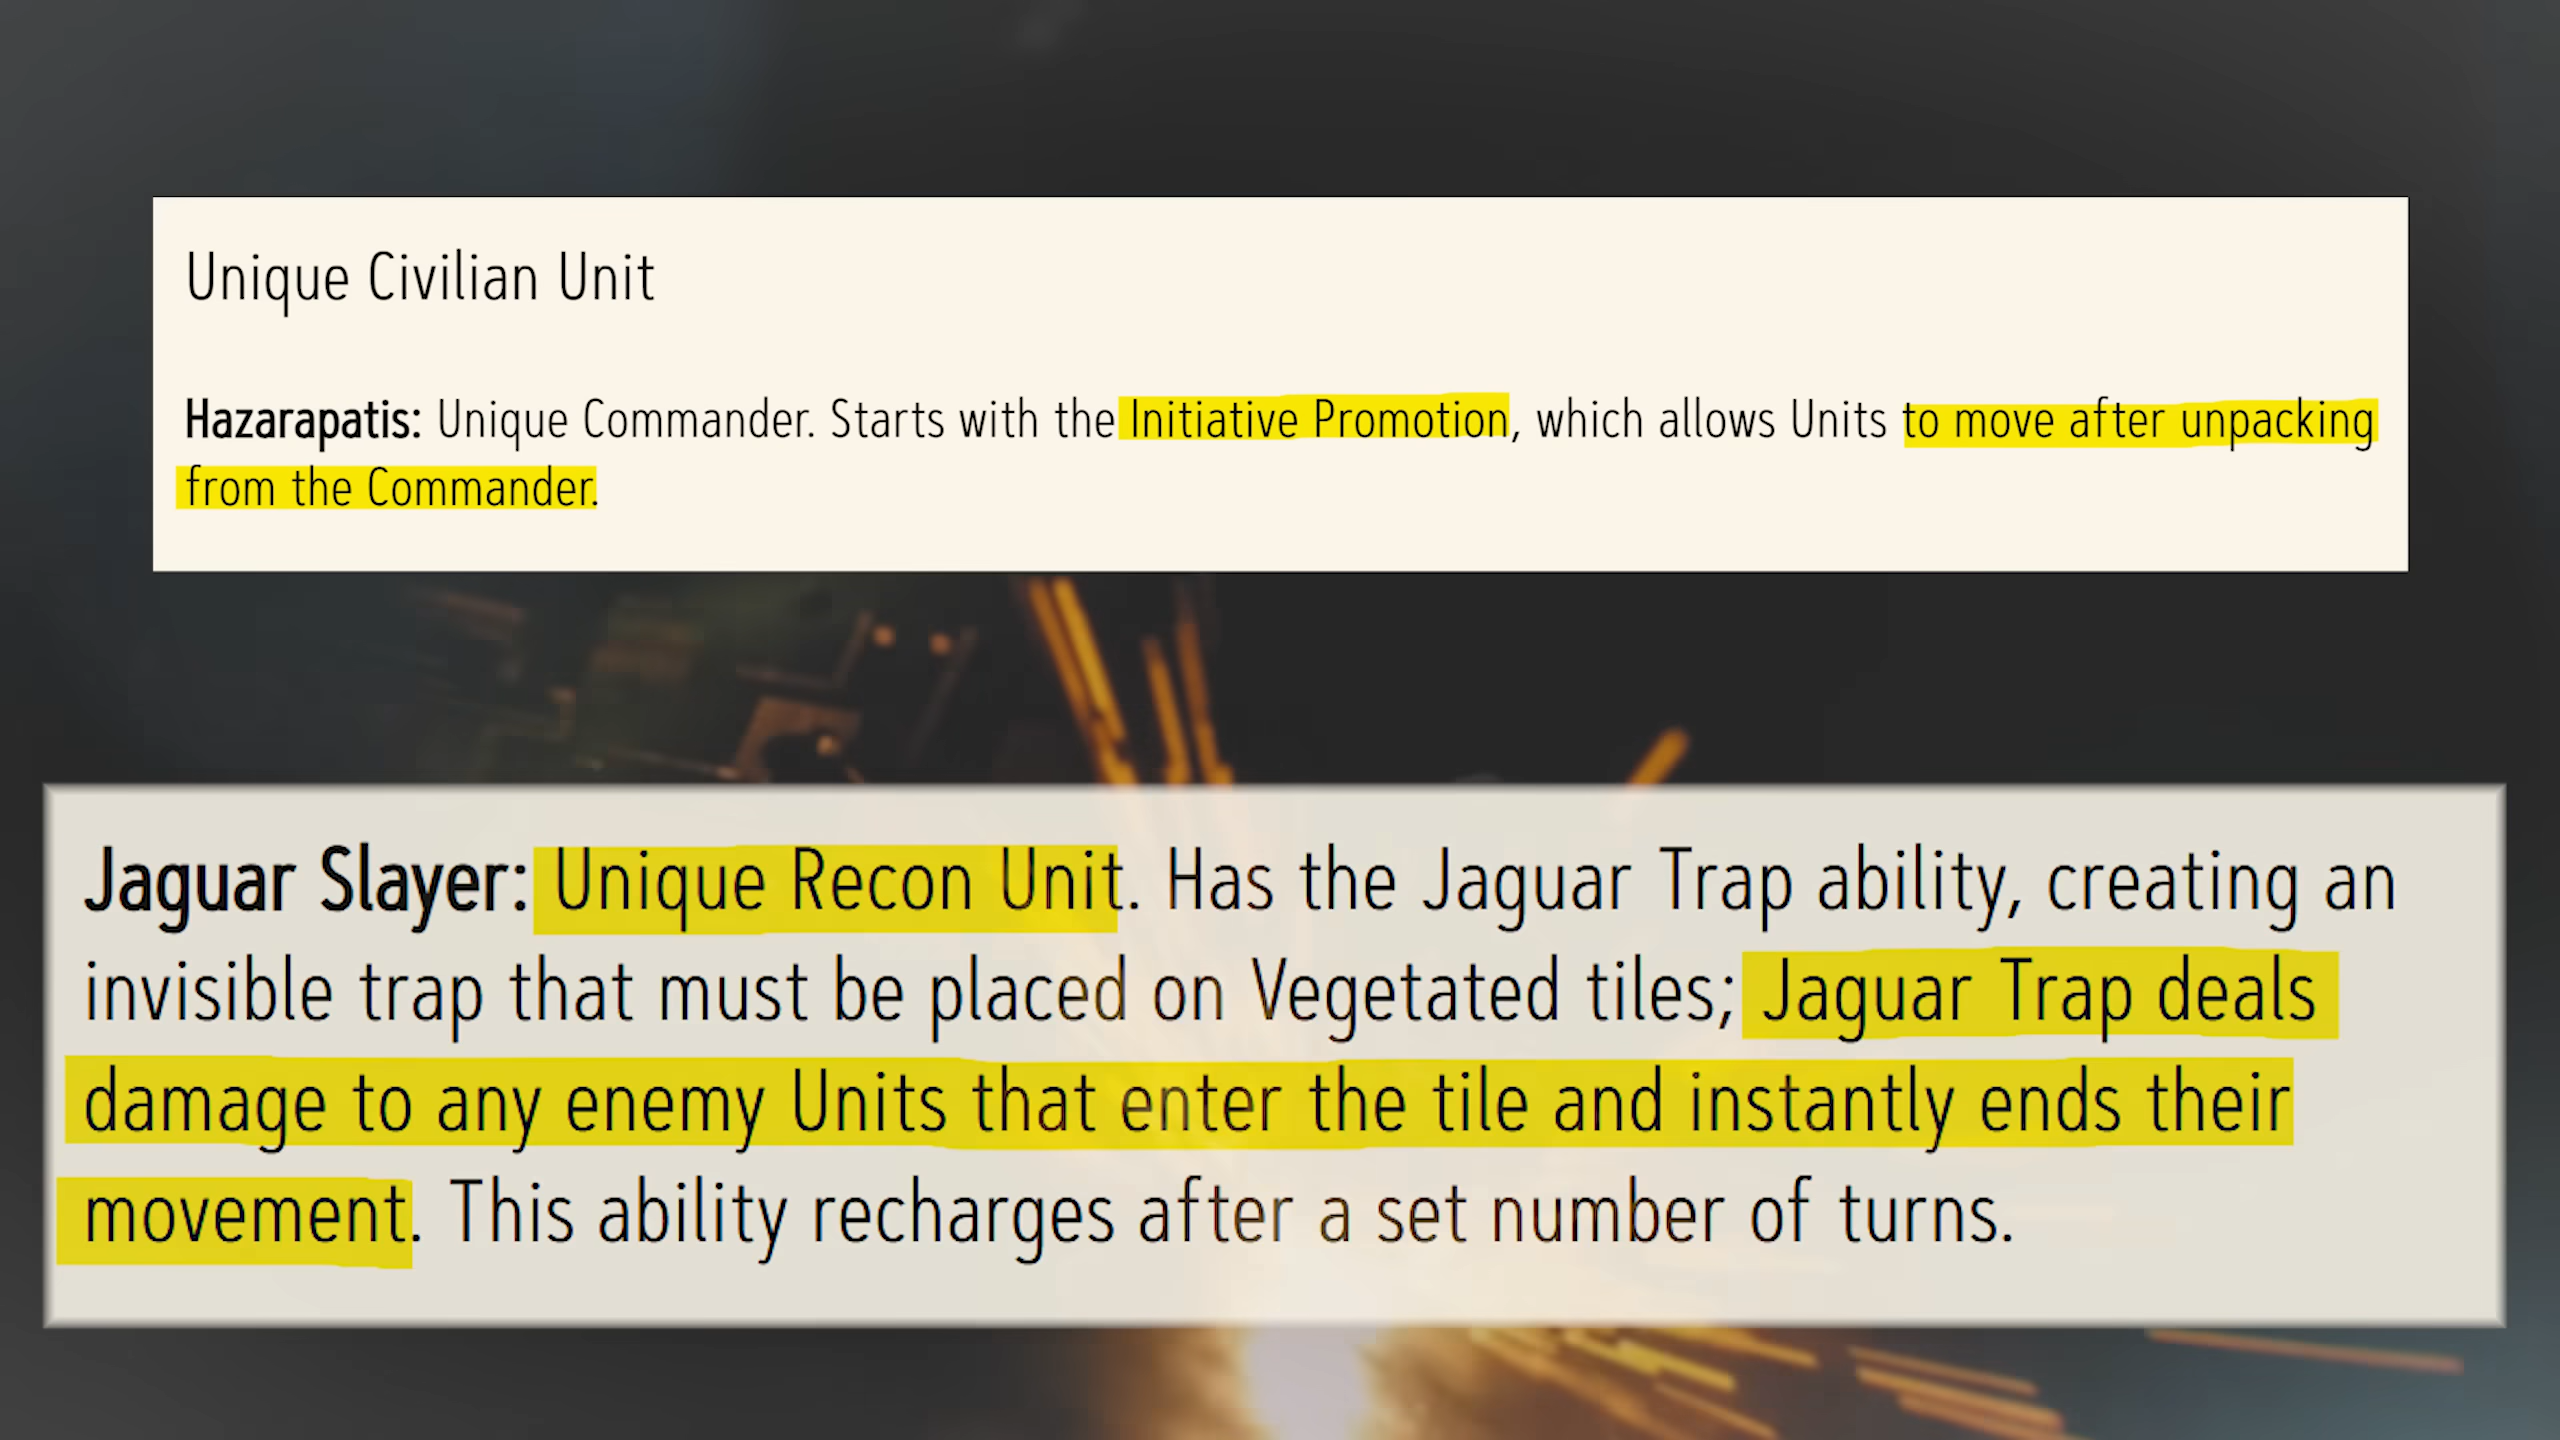 Unique Civilian Unit
Hazarapatis: Unique Commander. Starts with the Initiative Promotion, which allows Units to move after unpacking
from the Commander.
Jaguar Slayer: Unique Recon Unit. Has the Jaguar Trap ability, creating an
invisible trap that must be placed on Vegetated tiles; Jaguar Trap deals
damage to any enemy Units that enter the tile and instantly ends their
movement. This ability recharges after a set number of turns.